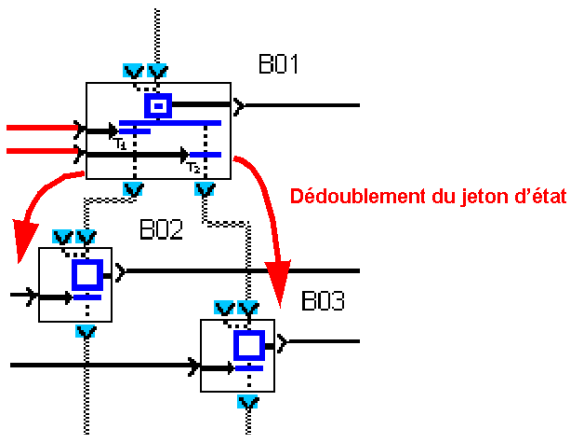 B01
T1
T2
Dédoublement du jeton d'état
B02
B03